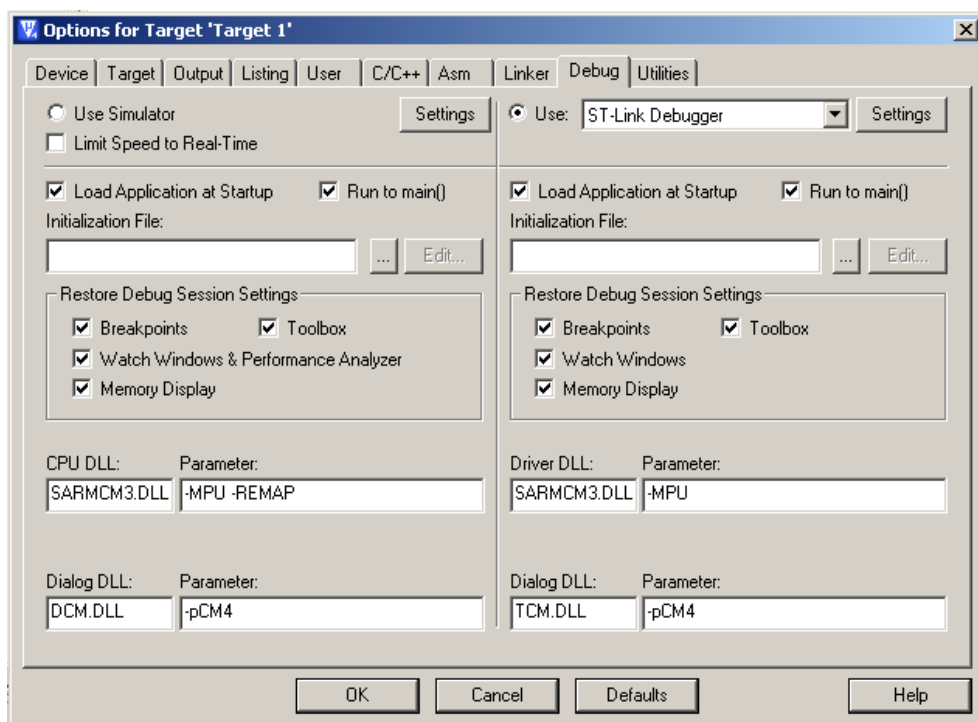 Options for Target 'Target 1'
Device Target Output Listing User C/C++ Asm Linker Debug Utilities
Use Simulator Settings
Limit Speed to Real-Time
Use: ST-Link Debugger Settings
Load Application at Startup Run to main()
Initialization File:
... Edit...
Restore Debug Session Settings
Breakpoints Toolbox
Watch Windows & Performance Analyzer
Memory Display
CPU DLL: Parameter:
SARMCM3.DLL -MPU -REMAP
Dialog DLL: Parameter:
DCM.DLL -pCM4
Load Application at Startup Run to main()
Initialization File:
... Edit...
Restore Debug Session Settings
Breakpoints Toolbox
Watch Windows
Memory Display
Driver DLL: Parameter:
SARMCM3.DLL -MPU
Dialog DLL: Parameter:
TCM.DLL -pCM4
OK Cancel Defaults Help